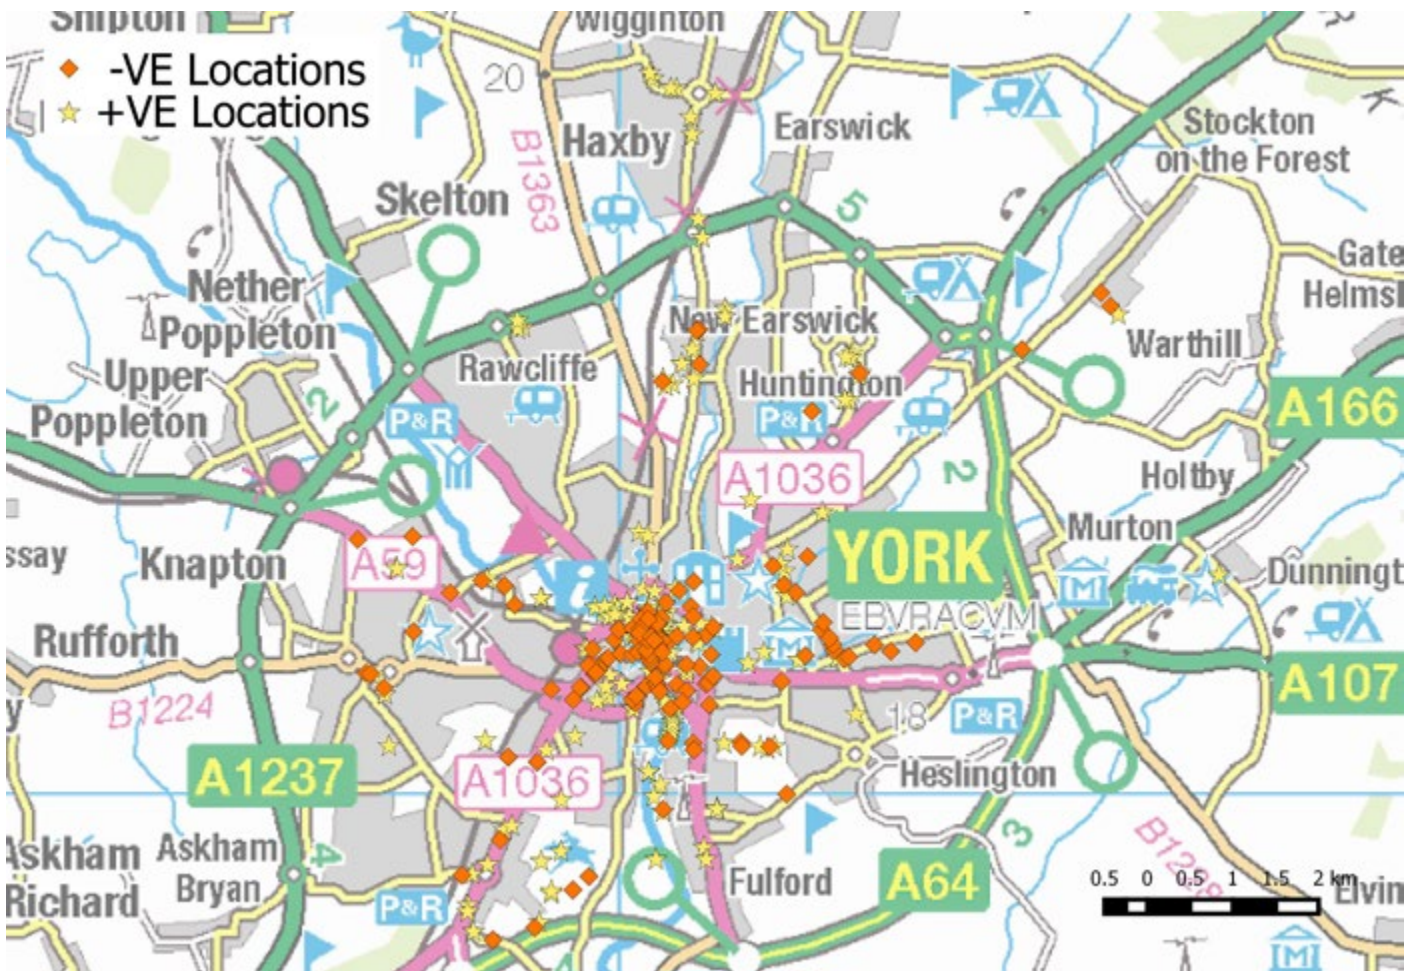 Shipton
Wigginton
-VE Locations
+VE Locations
20
Haxby
B1363
Earswick
Stockton
on the Forest
Skelton
5
Nether
Poppleton
Gate
Helmsl
New Earswick
Warthill
Upper
Poppleton
Rawcliffe
Huntington
2
P&R
P&R
A166
A1036
2
Holtby
Murton
YORK
ssay
Knapton
A59
Dunningt
EBVRACVM
Rufforth
B1224
A107
18
P&R
A1237
A1036
Heslington
3
Askham
Richard
Askham
Bryan
4
P&R
Fulford
A64
0.5 0 0.5 1 1.5 2 km
Elvin